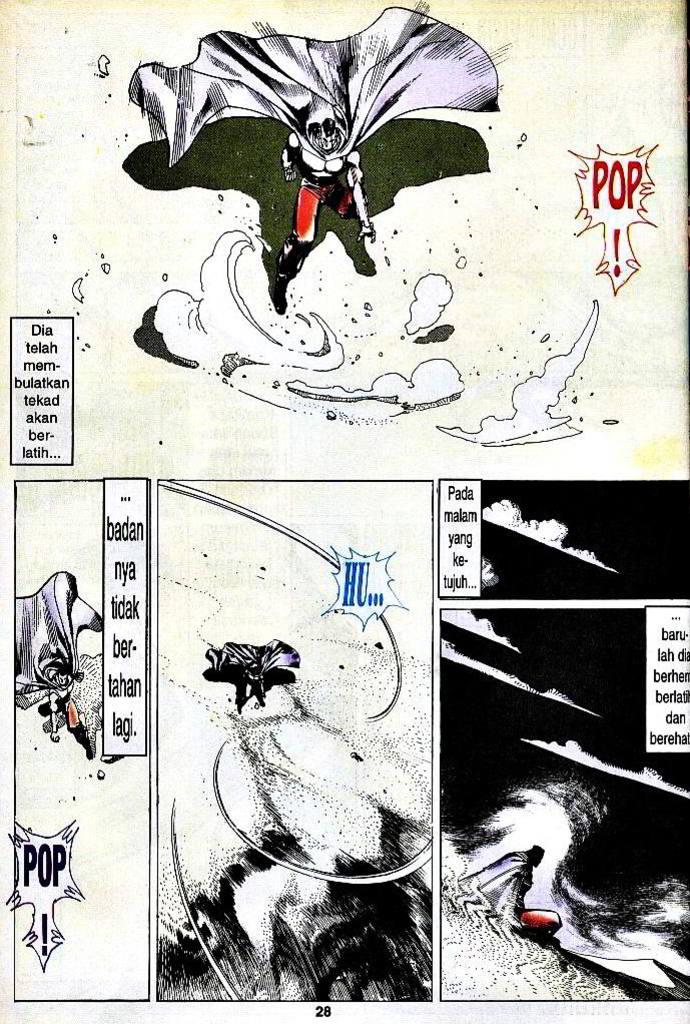 POP
!
Dia
telah
mem-
bulatkan
tekad
akan
ber-
latih...
...
badan
nya
tidak
ber-
tahan
lagi.
POP
!
HU...
Pada
malam
yang
ke-
tujuh...
...
baru-
lah dia
berhen
berlatih
dan
berehat
28